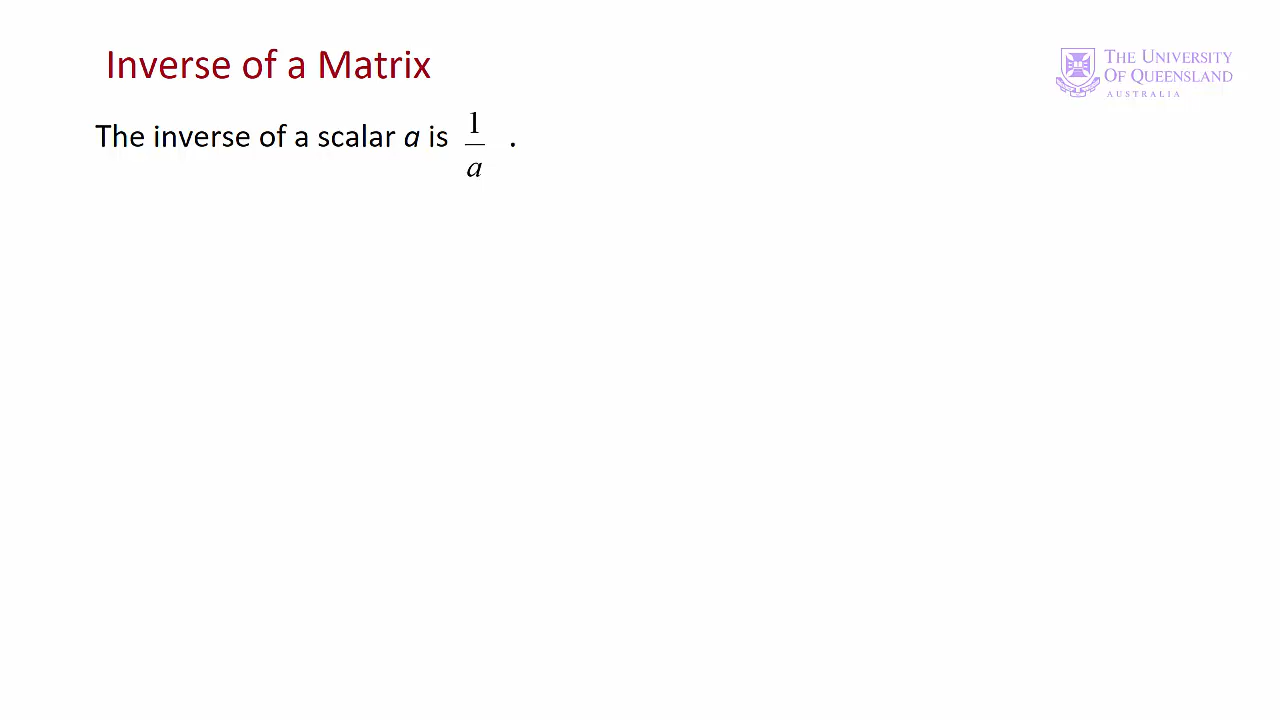 Inverse of a Matrix
THE UNIVERSITY
OF QUEENSLAND
AUSTRALIA
The inverse of a scalar a is 1/a .